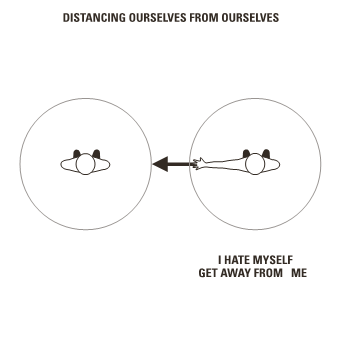 DISTANCING OURSELVES FROM OURSELVES
I HATE MYSELF
GET AWAY FROM ME